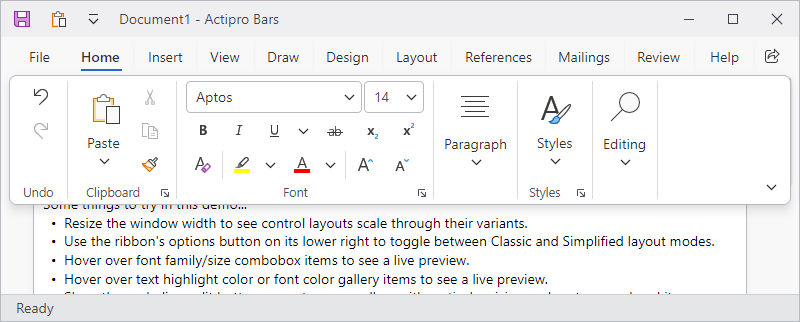 Document1 - Actipro Bars
File Home Insert View Draw Design Layout References Mailings Review Help
Aptos 14
Paste
B I U ab x₂ x²
Paragraph Styles Editing
A A A A
Undo Clipboard Font Styles
Some things to try in this demo...
• Resize the window width to see control layouts scale through their variants.
• Use the ribbon's options button on its lower right to toggle between Classic and Simplified layout modes.
• Hover over font family/size combobox items to see a live preview.
• Hover over text highlight color or font color gallery items to see a live preview.
Ready